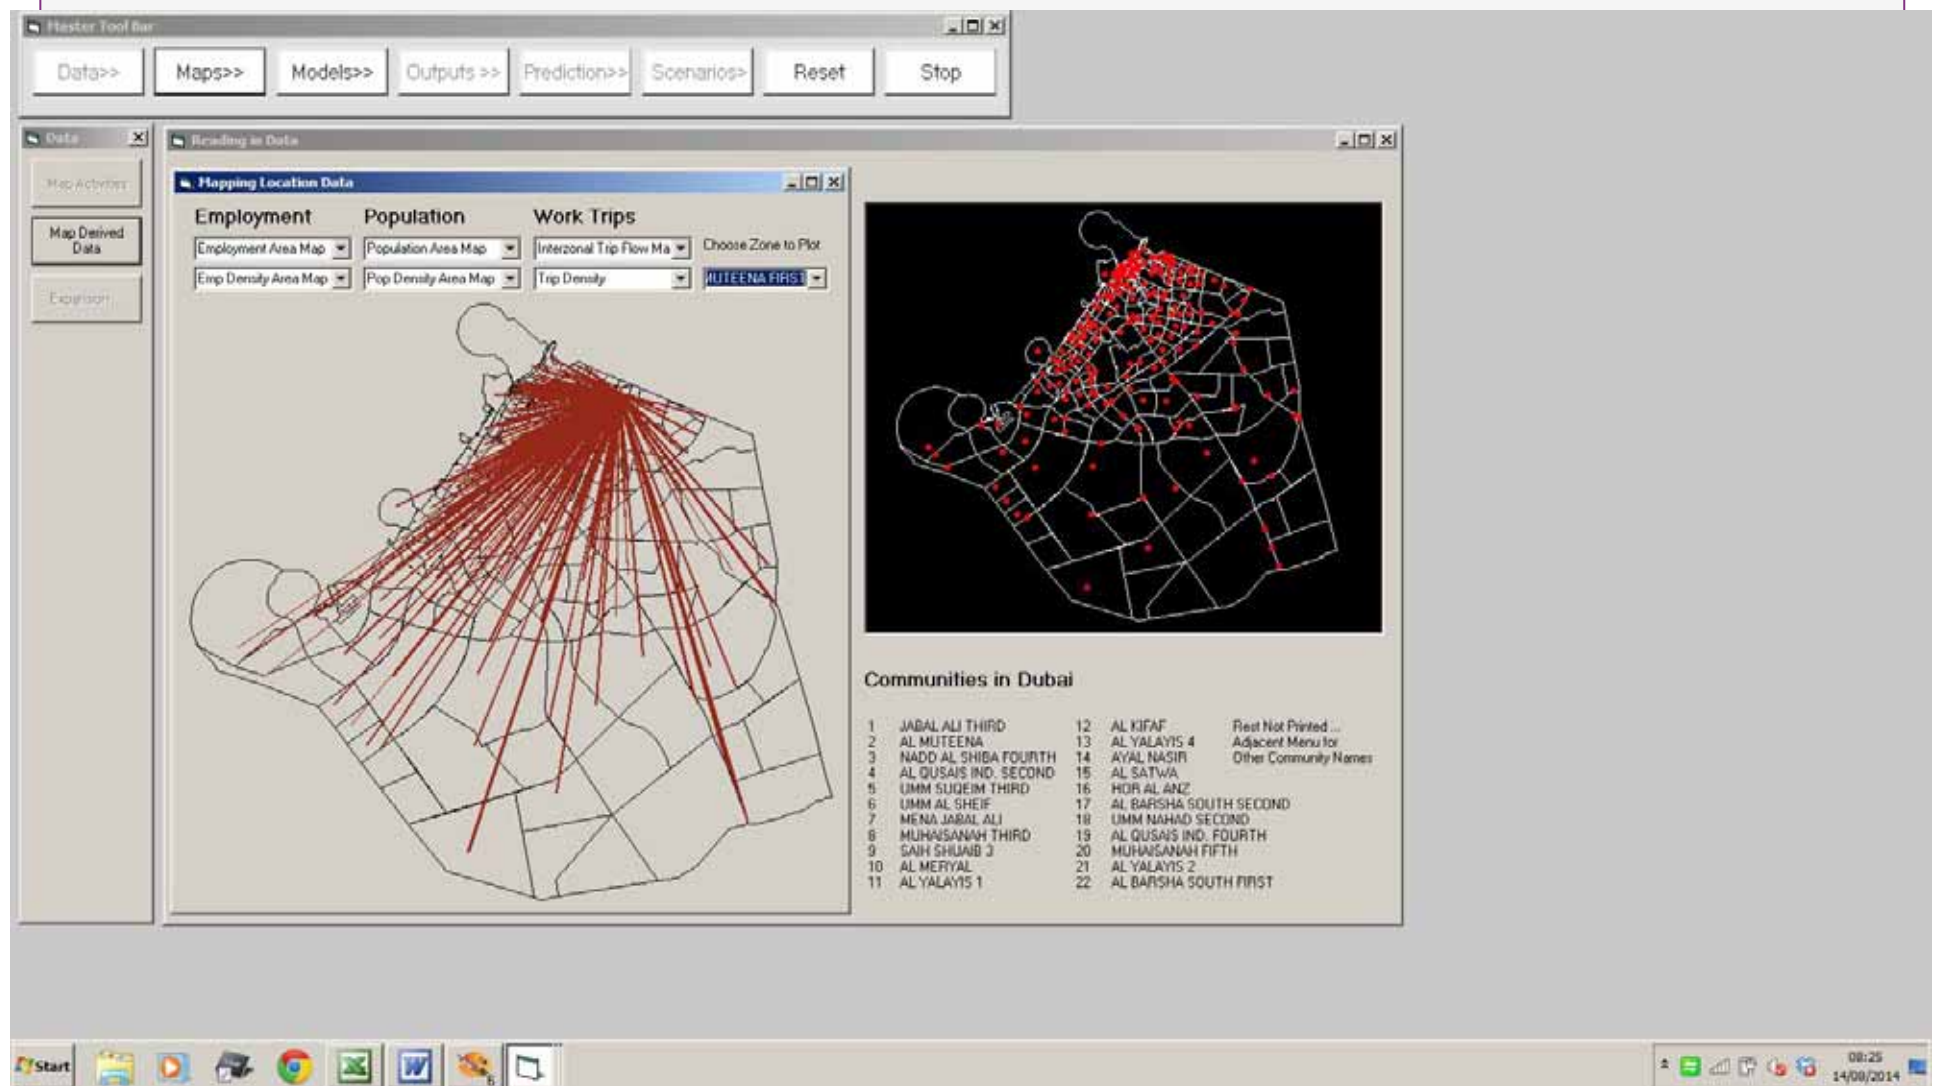 Master Tool Bar
Data>> Maps>> Models>> Outputs >> Prediction>> Scenarios> Reset Stop
Data
Map Activities
Map Derived
Data
Reading in Data
Mapping Location Data
Employment Population Work Trips
Employment Area Map Population Area Map Interzonal Trip Flow Ma Choose Zone to Plot
Emp Density Area Map Pop Density Area Map Trip Density MUTEENA FIRST
Communities in Dubai
1 JABAL ALI THIRD
2 AL MUTEENA
3 NADD AL SHIBA FOURTH
4 AL QUSAIS IND. SECOND
5 UMM SUQEIM THIRD
6 UMM AL SHEIF
7 MENA JABAL ALI
8 MUHAISANAH THIRD
9 SAIH SHUAIB 3
10 AL MERYAL
11 AL YALAYIS 1
12 AL KIFAF
13 AL YALAYIS 4
14 AYAL NASIR
15 AL SATWA
16 HOR AL ANZ
17 AL BARSHA SOUTH SECOND
18 UMM NAHAD SECOND
19 AL QUSAIS IND. FOURTH
20 MUHAISANAH FIFTH
21 AL YALAYIS 2
22 AL BARSHA SOUTH FIRST
Rest Not Printed ...
Adjacent Menu for
Other Community Names
Start
08:25
14/08/2014